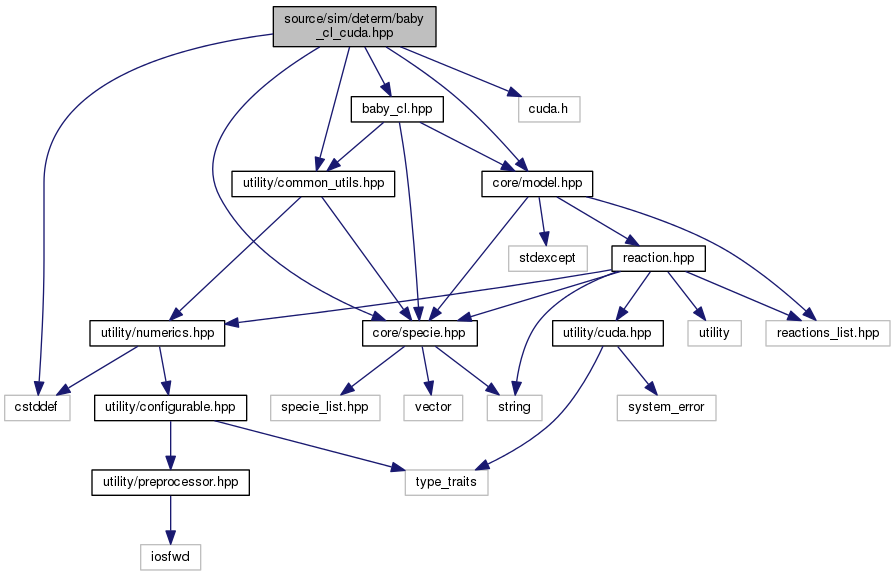 source/sim/determ/baby
_cl_cuda.hpp
baby_cl.hpp
cuda.h
utility/common_utils.hpp
core/model.hpp
stdexcept
reaction.hpp
utility/numerics.hpp
core/specie.hpp
utility/cuda.hpp
utility
reactions_list.hpp
cstddef
utility/configurable.hpp
specie_list.hpp
vector
string
system_error
utility/preprocessor.hpp
type_traits
iosfwd